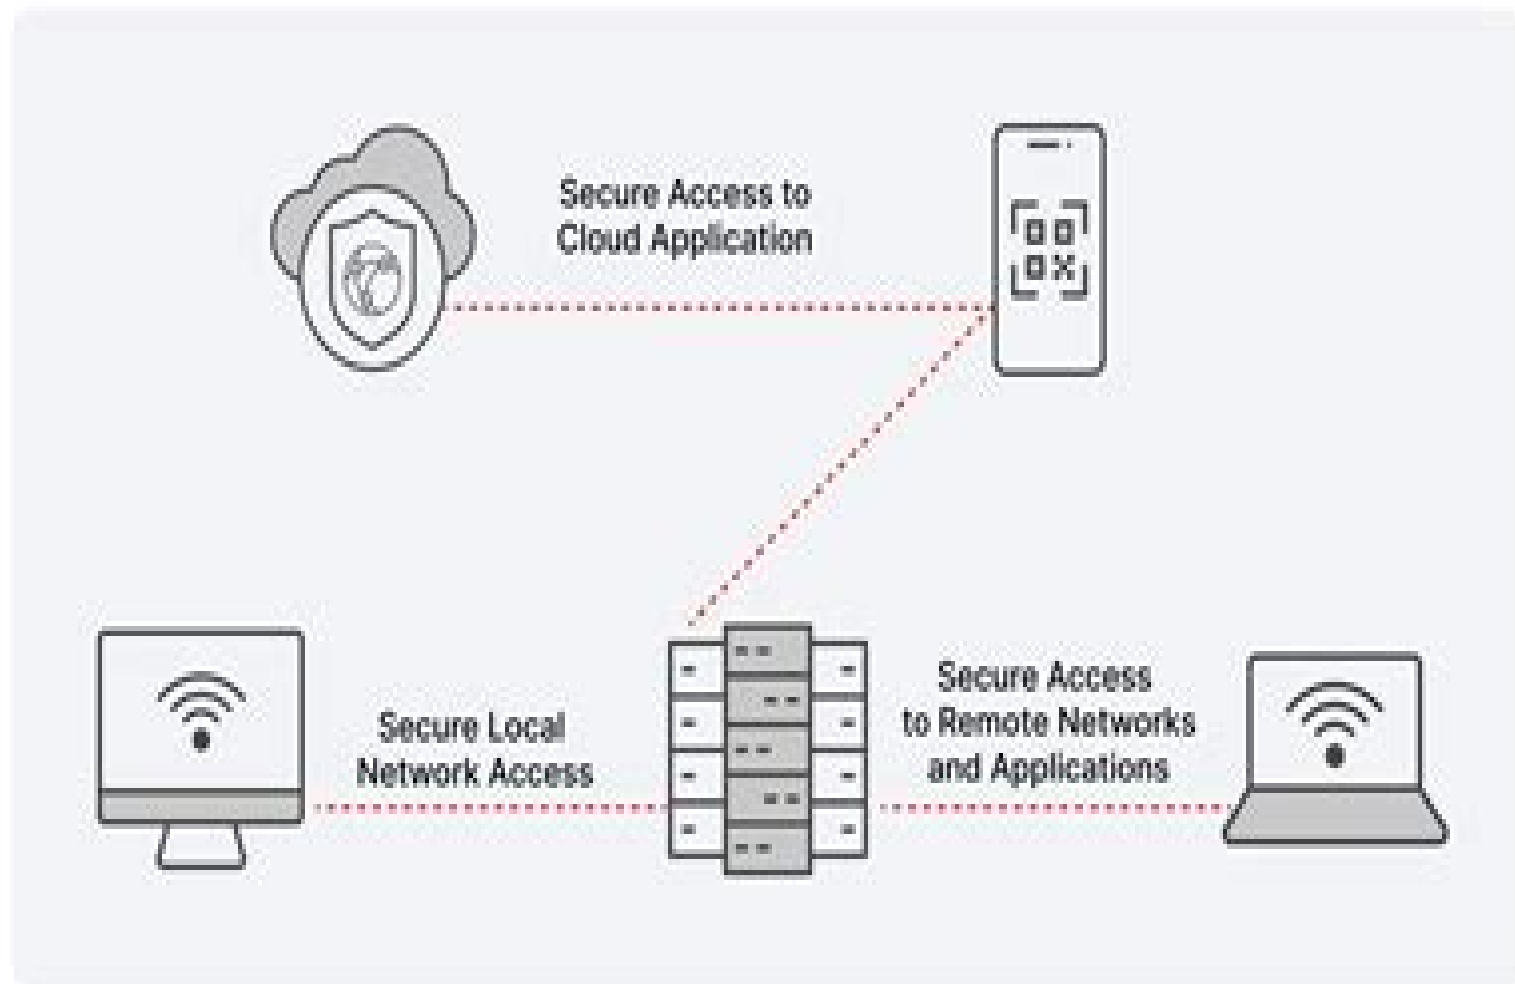 Secure Access to
Cloud Application
Secure Local
Network Access
Secure Access
to Remote Networks
and Applications